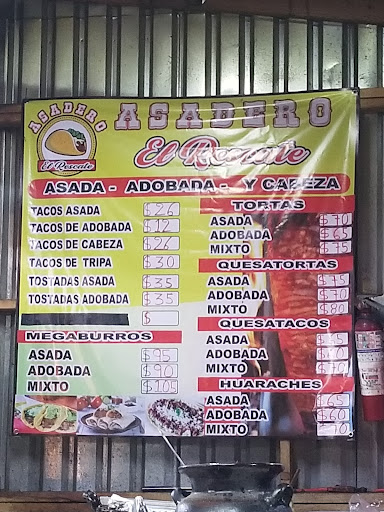 ASADERO
El Rescate
ASADERO
El Rescate
ASADA - ADOBADA - Y CABEZA
TACOS ASADA $26
TACOS DE ADOBADA $12
TACOS DE CABEZA $26
TACOS DE TRIPA $30
TOSTADAS ASADA $35
TOSTADAS ADOBADA $35
$
MEGABURROS
ASADA $95
ADOBADA $90
MIXTO $105
TORTAS
ASADA $70
ADOBADA $65
MIXTO $75
QUESATORTAS
ASADA $75
ADOBADA $70
MIXTO $80
QUESATACOS
ASADA
ADOBADA
MIXTO
HUARACHES
ASADA $65
ADOBADA $60
MIXTO $70